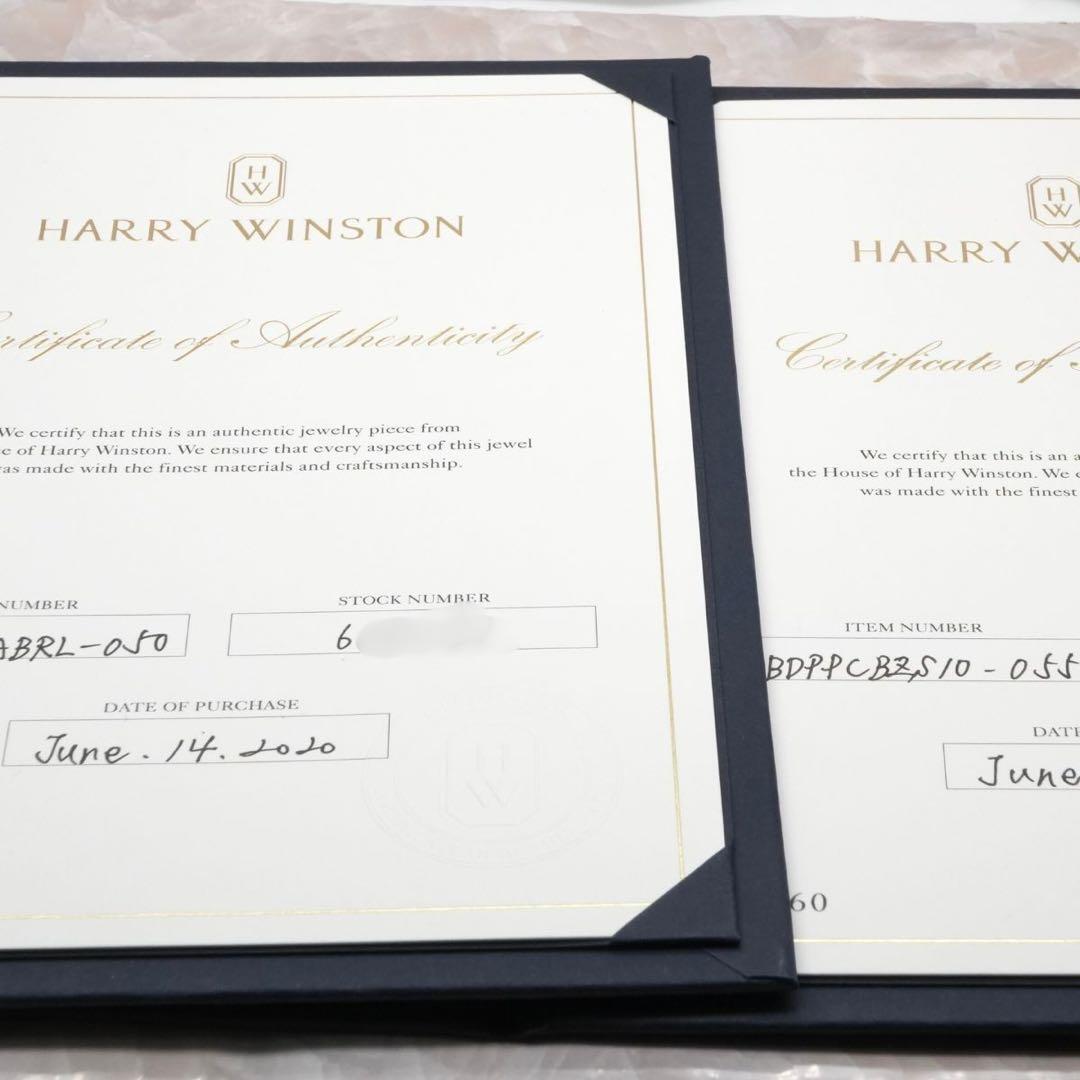 H
W
HARRY WINSTON
Certificate of Authenticity
We certify that this is an authentic jewelry piece from
of Harry Winston. We ensure that every aspect of this jewel
was made with the finest materials and craftsmanship.
NUMBER
ABRL-050
STOCK NUMBER
6
DATE OF PURCHASE
June. 14. 2020
H
W
H
W
HARRY W
Certificate of
We certify that this is an a
the House of Harry Winston. We e
was made with the finest
ITEM NUMBER
BDPPCBZS10-055
DATE
June
60